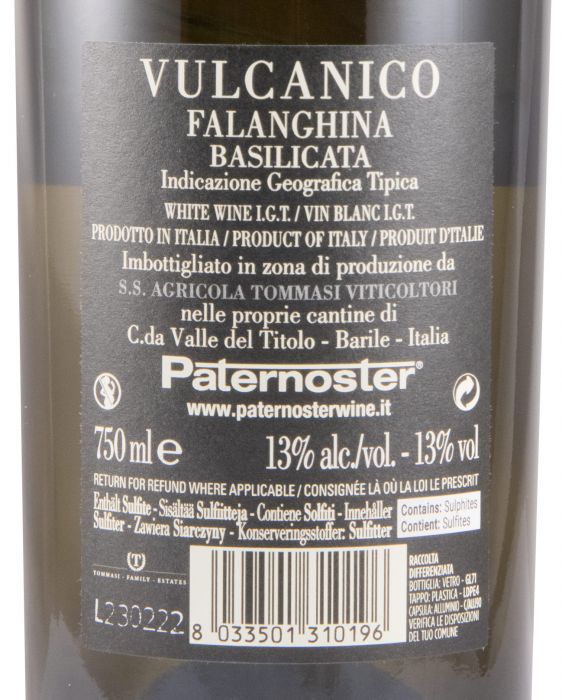 VULCANICO
FALANGHINA
BASILICATA
Indicazione Geografica Tipica
WHITE WINE I.G.T. / VIN BLANC I.G.T.
PRODOTTO IN ITALIA / PRODUCT OF ITALY / PRODUIT D'ITALIE
Imbottigliato in zona di produzione da
S.S. AGRICOLA TOMMASI VITICOLTORI
nelle proprie cantine di
C.da Valle del Titolo - Barile - Italia
Paternoster®
www.paternosterwine.it
750 ml e 13% alc./vol. - 13% vol
RETURN FOR REFUND WHERE APPLICABLE / CONSIGNÉE LÀ OÙ LA LOI LE PRESCRIT
Enthält Sulfite - Sisältää Sulfiitteja - Contiene Solfiti - Innehåller
Sulfiter - Zawiera Siarczyny - Konserveringsstoffer: Sulfitter
Contains: Sulphites
Contient: Sulfites
T
TOMMASI - FAMILY - ESTATES
L230222
8 033501 310196
RACCOLTA
DIFFERENZIATA
BOTTIGLIA: VETRO - GL71
TAPPO: PLASTICA - LDPE4
CAPSULA: ALLUMINIO - C/ALU90
VERIFICA LE DISPOSIZIONI
DEL TUO COMUNE